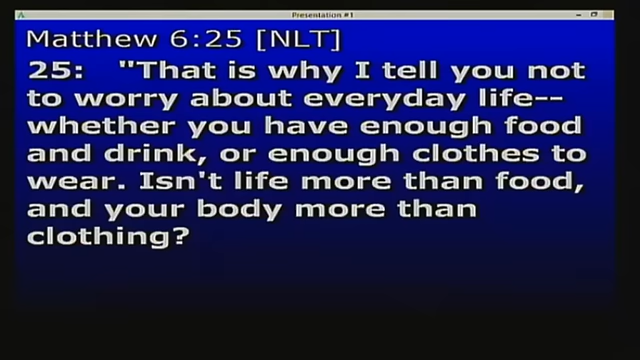 Presentation #1
Matthew 6:25 [NLT]
25: "That is why I tell you not
to worry about everyday life--
whether you have enough food
and drink, or enough clothes to
wear. Isn't life more than food,
and your body more than
clothing?